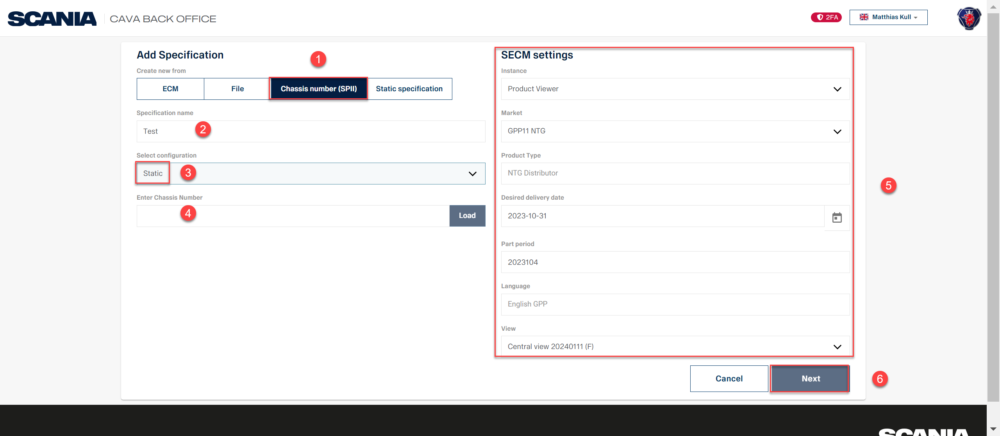 SCANIA CAVA BACK OFFICE
2FA
Matthias Kull
Add Specification
1
Create new from
ECM File Chassis number (SPII) Static specification
Specification name
Test
2
Select configuration
Static
3
Enter Chassis Number
4
Load
SECM settings
Instance
Product Viewer
Market
GPP11 NTG
Product Type
NTG Distributor
Desired delivery date
2023-10-31
5
Part period
2023104
Language
English GPP
View
Central view 20240111 (F)
Cancel Next
6
SCANIA